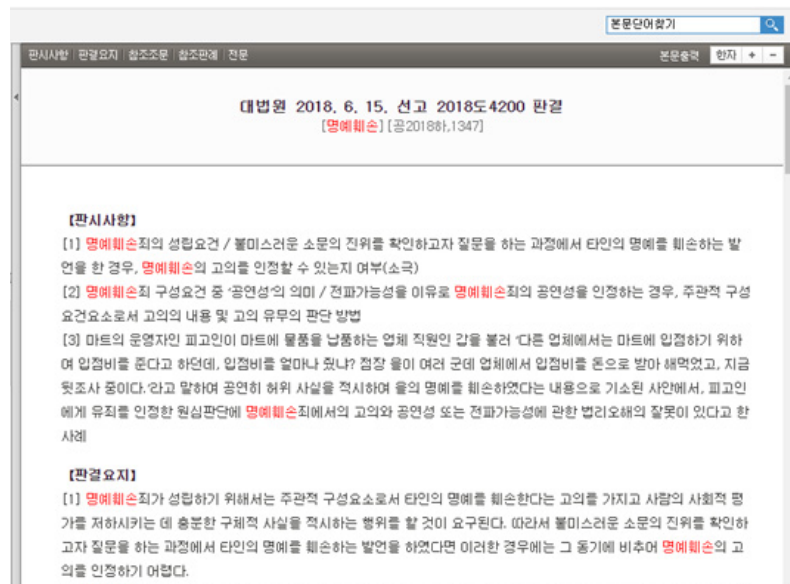 본문단어찾기
판시사항 판결요지 참조조문 참조판례 전문 본문출력 한자 + -
대법원 2018. 6. 15. 선고 2018도4200 판결
[명예훼손][공2018하,1347]
【판시사항】
[1] 명예훼손죄의 성립요건 / 불미스러운 소문의 진위를 확인하고자 질문을 하는 과정에서 타인의 명예를 훼손하는 발
언을 한 경우, 명예훼손의 고의를 인정할 수 있는지 여부(소극)
[2] 명예훼손죄 구성요건 중 ‘공연성’의 의미 / 전파가능성을 이유로 명예훼손죄의 공연성을 인정하는 경우, 주관적 구성
요건요소로서 고의의 내용 및 고의 유무의 판단 방법
[3] 마트의 운영자인 피고인이 마트에 물품을 납품하는 업체 직원인 갑을 불러 ‘다른 업체에서는 마트에 입점하기 위하
여 입점비를 준다고 하던데, 입점비를 얼마나 줬냐? 점장 을이 여러 군데 업체에서 입점비를 돈으로 받아 해먹었고, 지금
뒷조사 중이다.’라고 말하여 공연히 허위 사실을 적시하여 을의 명예를 훼손하였다는 내용으로 기소된 사안에서, 피고인
에게 유죄를 인정한 원심판단에 명예훼손죄에서의 고의와 공연성 또는 전파가능성에 관한 법리오해의 잘못이 있다고 한
사례
【판결요지】
[1] 명예훼손죄가 성립하기 위해서는 주관적 구성요소로서 타인의 명예를 훼손한다는 고의를 가지고 사람의 사회적 평
가를 저하시키는 데 충분한 구체적 사실을 적시하는 행위를 할 것이 요구된다. 따라서 불미스러운 소문의 진위를 확인하
고자 질문을 하는 과정에서 타인의 명예를 훼손하는 발언을 하였다면 이러한 경우에는 그 동기에 비추어 명예훼손의 고
의를 인정하기 어렵다.